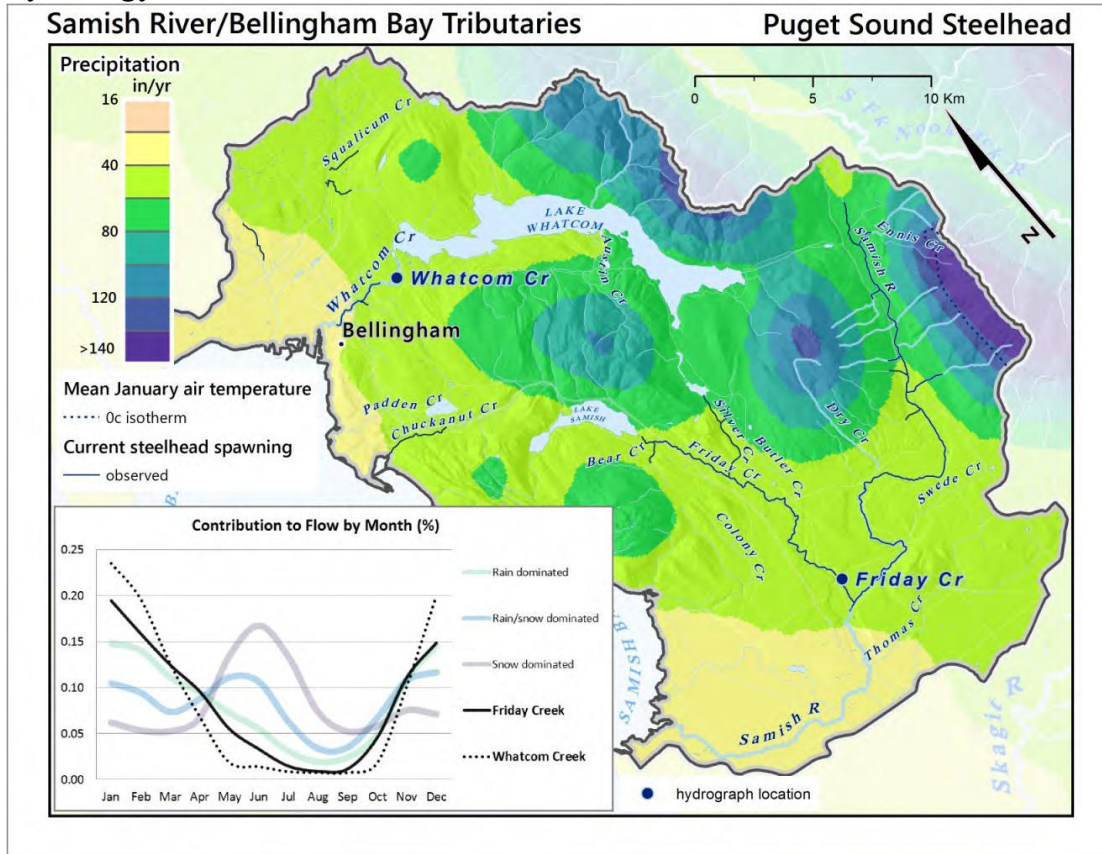 Samish River/Bellingham Bay Tributaries
Puget Sound Steelhead
Precipitation
in/yr
16
40
80
120
>140
Mean January air temperature
0c isotherm
Current steelhead spawning
observed
0
5
10 Km
N
S Fk Nooksack R
Squalicum Cr
LAKE
WHATCOM
Austin Cr
Samish R
Ennis Cr
Whatcom Cr
Whatcom Cr
Bellingham
Padden Cr
Chuckanut Cr
LAKE
SAMISH
Bear Cr
Friday Cr
Silver C
Butler Cr
Dry Cr
Swede Cr
Colony Cr
Friday Cr
Thomas Cr
SAMISH B
Samish R
Skagit R
hydrograph location
Contribution to Flow by Month (%)
0.25
0.20
0.15
0.10
0.05
0.00
Jan Feb Mar Apr May Jun Jul Aug Sep Oct Nov Dec
Rain dominated
Rain/snow dominated
Snow dominated
Friday Creek
Whatcom Creek